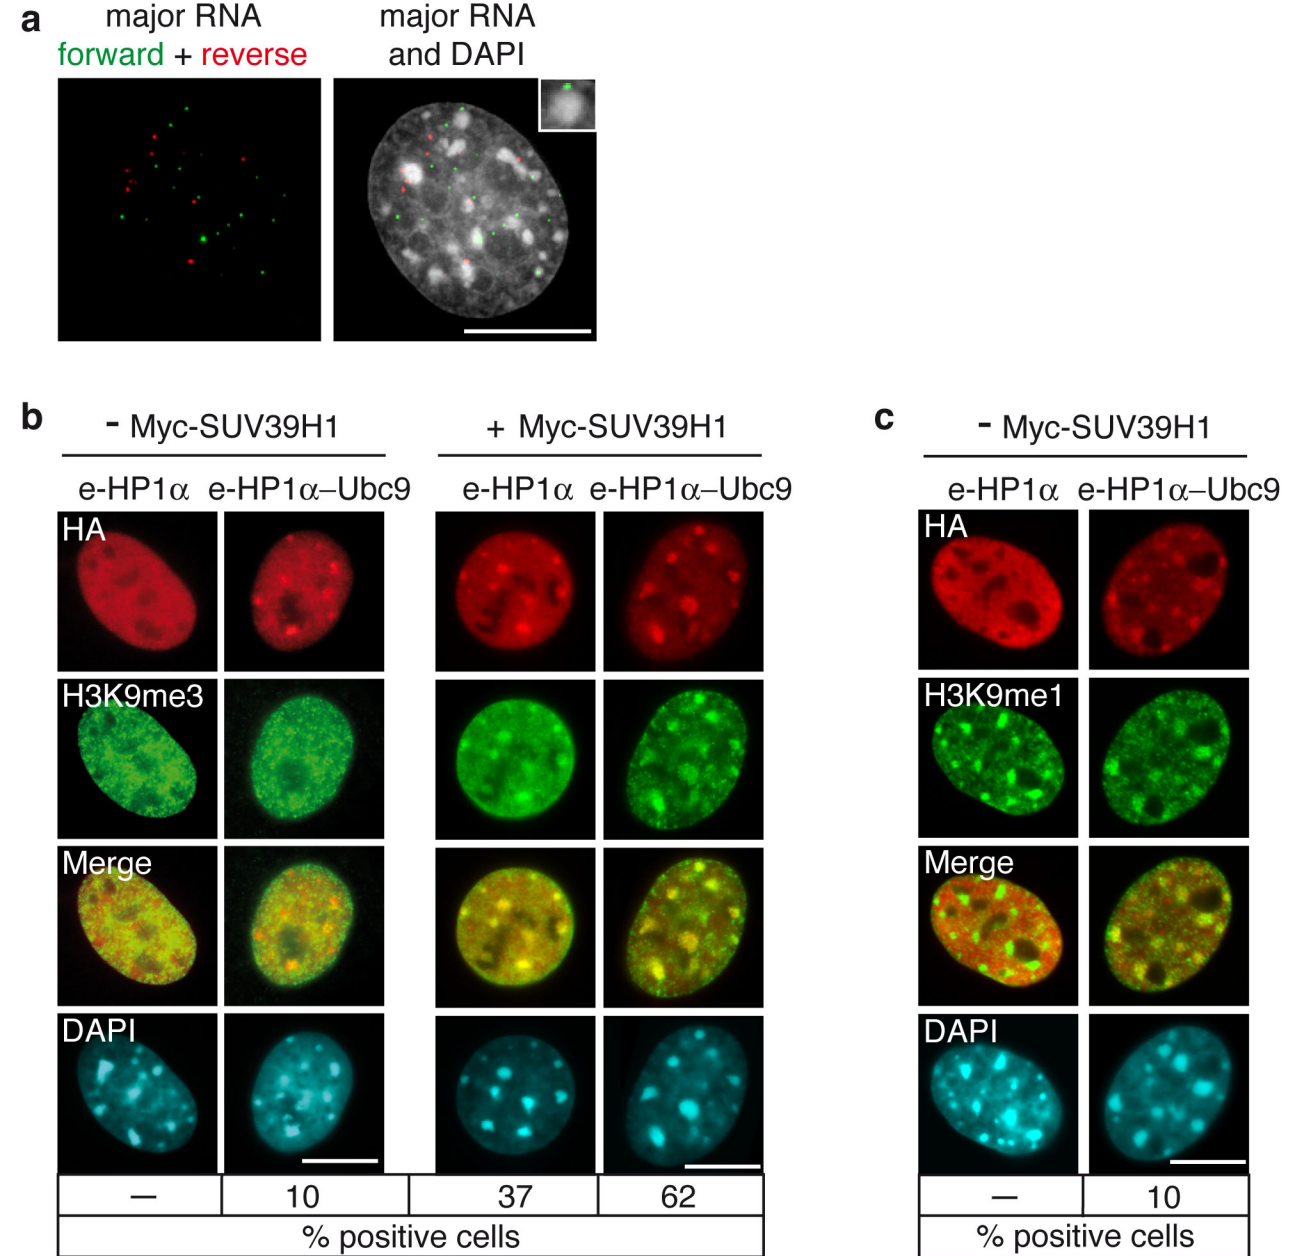 a
major RNA
forward + reverse
major RNA
and DAPI
b
- Myc-SUV39H1
+ Myc-SUV39H1
e-HP1α e-HP1α–Ubc9
e-HP1α e-HP1α–Ubc9
HA
H3K9me3
Merge
DAPI
— 10 37 62
% positive cells
c
- Myc-SUV39H1
e-HP1α e-HP1α–Ubc9
HA
H3K9me1
Merge
DAPI
— 10
% positive cells